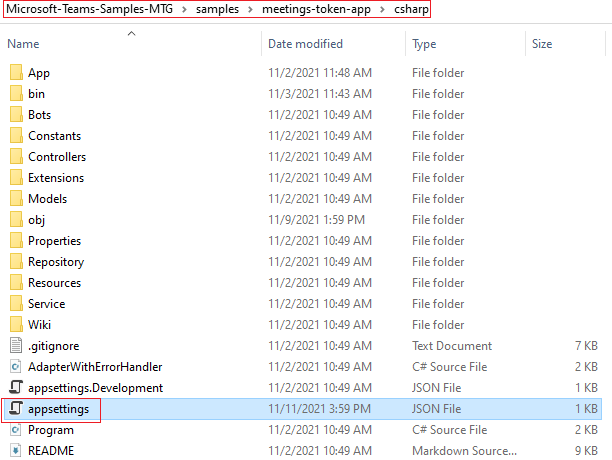 Microsoft-Teams-Samples-MTG > samples > meetings-token-app > csharp
Name Date modified Type Size
App 11/2/2021 11:48 AM File folder
bin 11/3/2021 11:43 AM File folder
Bots 11/2/2021 10:49 AM File folder
Constants 11/2/2021 10:49 AM File folder
Controllers 11/2/2021 10:49 AM File folder
Extensions 11/2/2021 10:49 AM File folder
Models 11/2/2021 10:49 AM File folder
obj 11/9/2021 1:59 PM File folder
Properties 11/2/2021 10:49 AM File folder
Repository 11/2/2021 10:49 AM File folder
Resources 11/2/2021 10:49 AM File folder
Service 11/2/2021 10:49 AM File folder
Wiki 11/2/2021 10:49 AM File folder
.gitignore 11/2/2021 10:49 AM Text Document 7 KB
AdapterWithErrorHandler 11/2/2021 10:49 AM C# Source File 2 KB
appsettings.Development 11/2/2021 10:49 AM JSON File 1 KB
appsettings 11/11/2021 3:59 PM JSON File 1 KB
Program 11/2/2021 10:49 AM C# Source File 2 KB
README 11/2/2021 10:49 AM Markdown Source... 9 KB